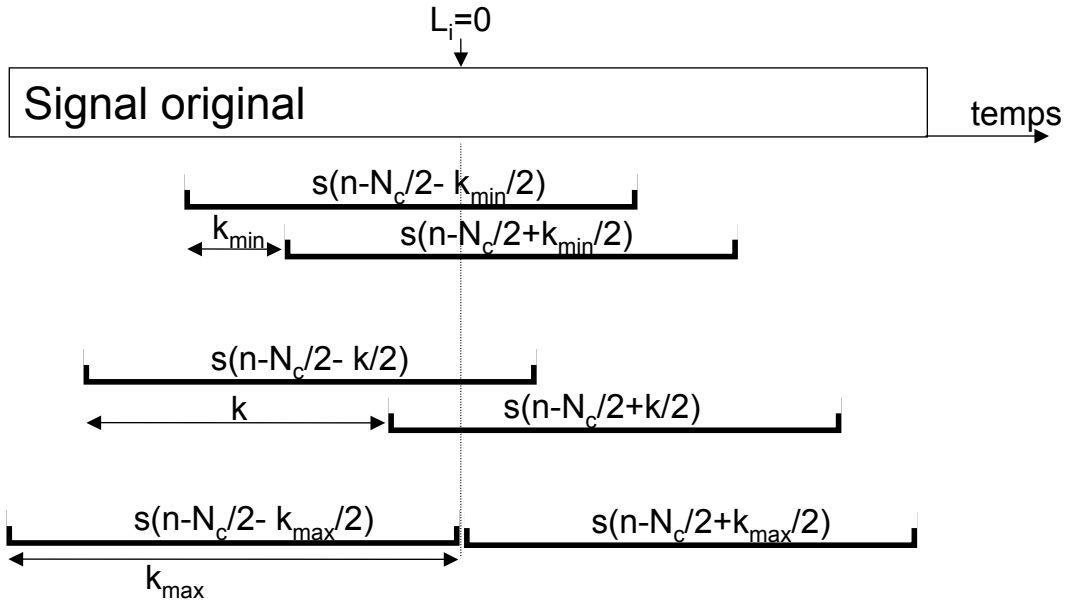 L_i=0
Signal original
temps
s(n-N_c/2- k_min/2)
k_min
s(n-N_c/2+k_min/2)
s(n-N_c/2- k/2)
k
s(n-N_c/2+k/2)
s(n-N_c/2- k_max/2)
s(n-N_c/2+k_max/2)
k_max